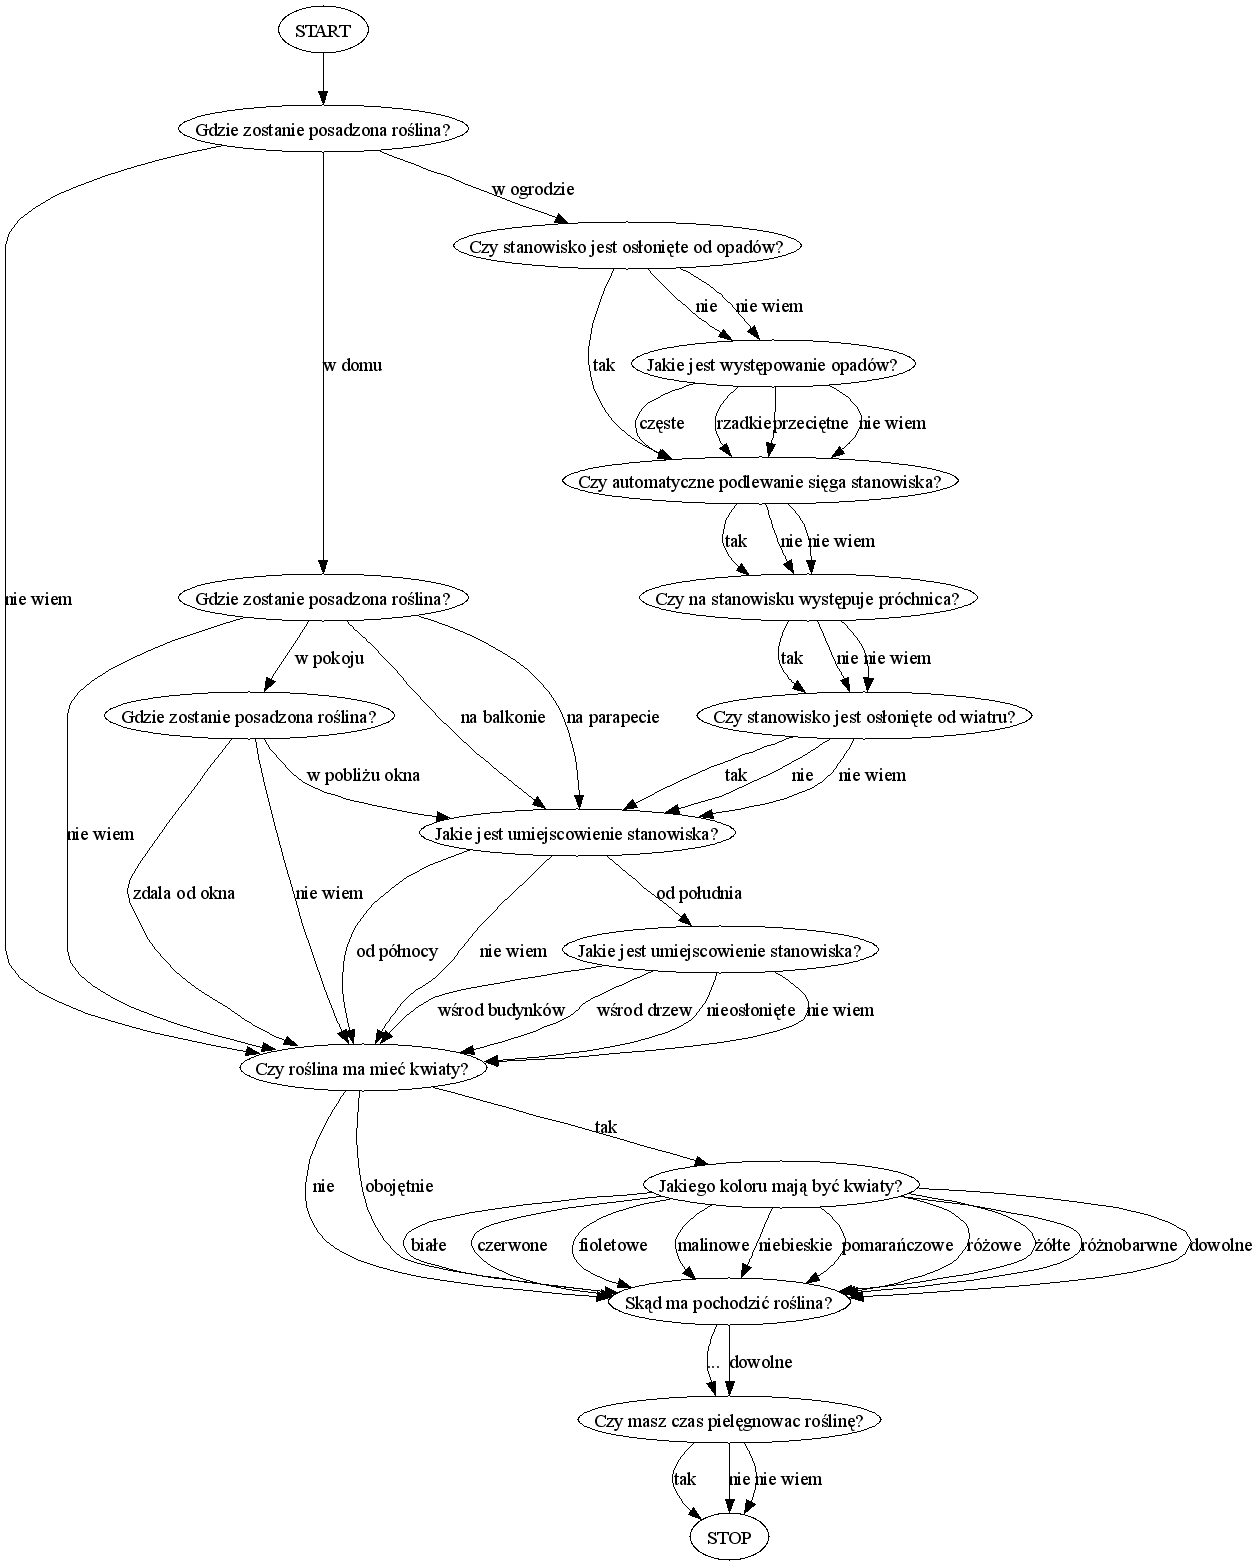 START
Gdzie zostanie posadzona roślina?
w ogrodzie
Czy stanowisko jest osłonięte od opadów?
nie
nie wiem
w domu
tak
Jakie jest występowanie opadów?
częste
rzadkie
przeciętne
nie wiem
Czy automatyczne podlewanie sięga stanowiska?
tak
nie
nie wiem
nie wiem
Gdzie zostanie posadzona roślina?
Czy na stanowisku występuje próchnica?
w pokoju
tak
nie
nie wiem
Gdzie zostanie posadzona roślina?
na balkonie
na parapecie
Czy stanowisko jest osłonięte od wiatru?
w pobliżu okna
tak
nie
nie wiem
nie wiem
Jakie jest umiejscowienie stanowiska?
zdala od okna
nie wiem
od południa
od północy
nie wiem
Jakie jest umiejscowienie stanowiska?
wśrod budynków
wśrod drzew
nieosłonięte
nie wiem
Czy roślina ma mieć kwiaty?
tak
nie
obojętnie
Jakiego koloru mają być kwiaty?
białe
czerwone
fioletowe
malinowe
niebieskie
pomarańczowe
różowe
żółte
różnobarwne
dowolne
Skąd ma pochodzić roślina?
...
dowolne
Czy masz czas pielęgnowac roślinę?
tak
nie
nie wiem
STOP